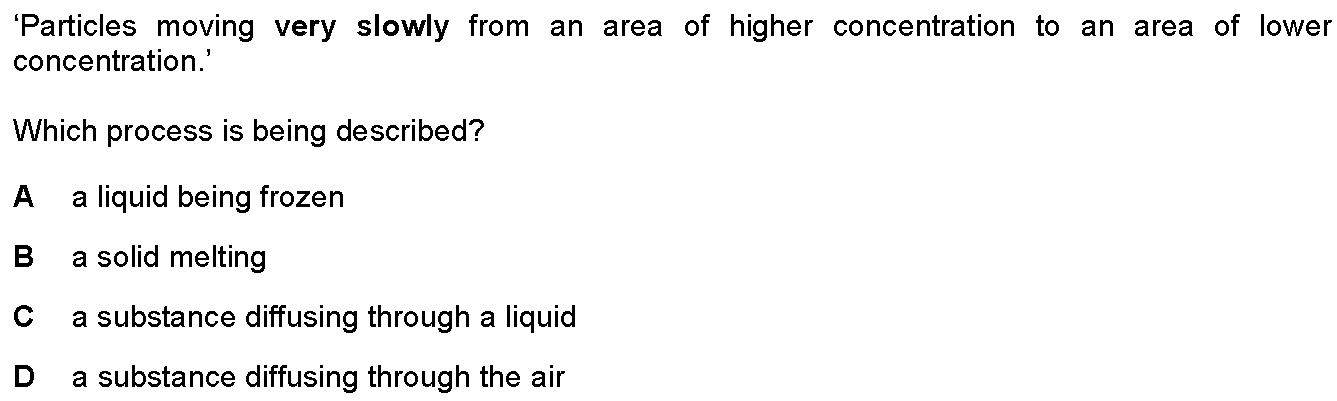 ‘Particles moving very slowly from an area of higher concentration to an area of lower
concentration.’
Which process is being described?
A a liquid being frozen
B a solid melting
C a substance diffusing through a liquid
D a substance diffusing through the air